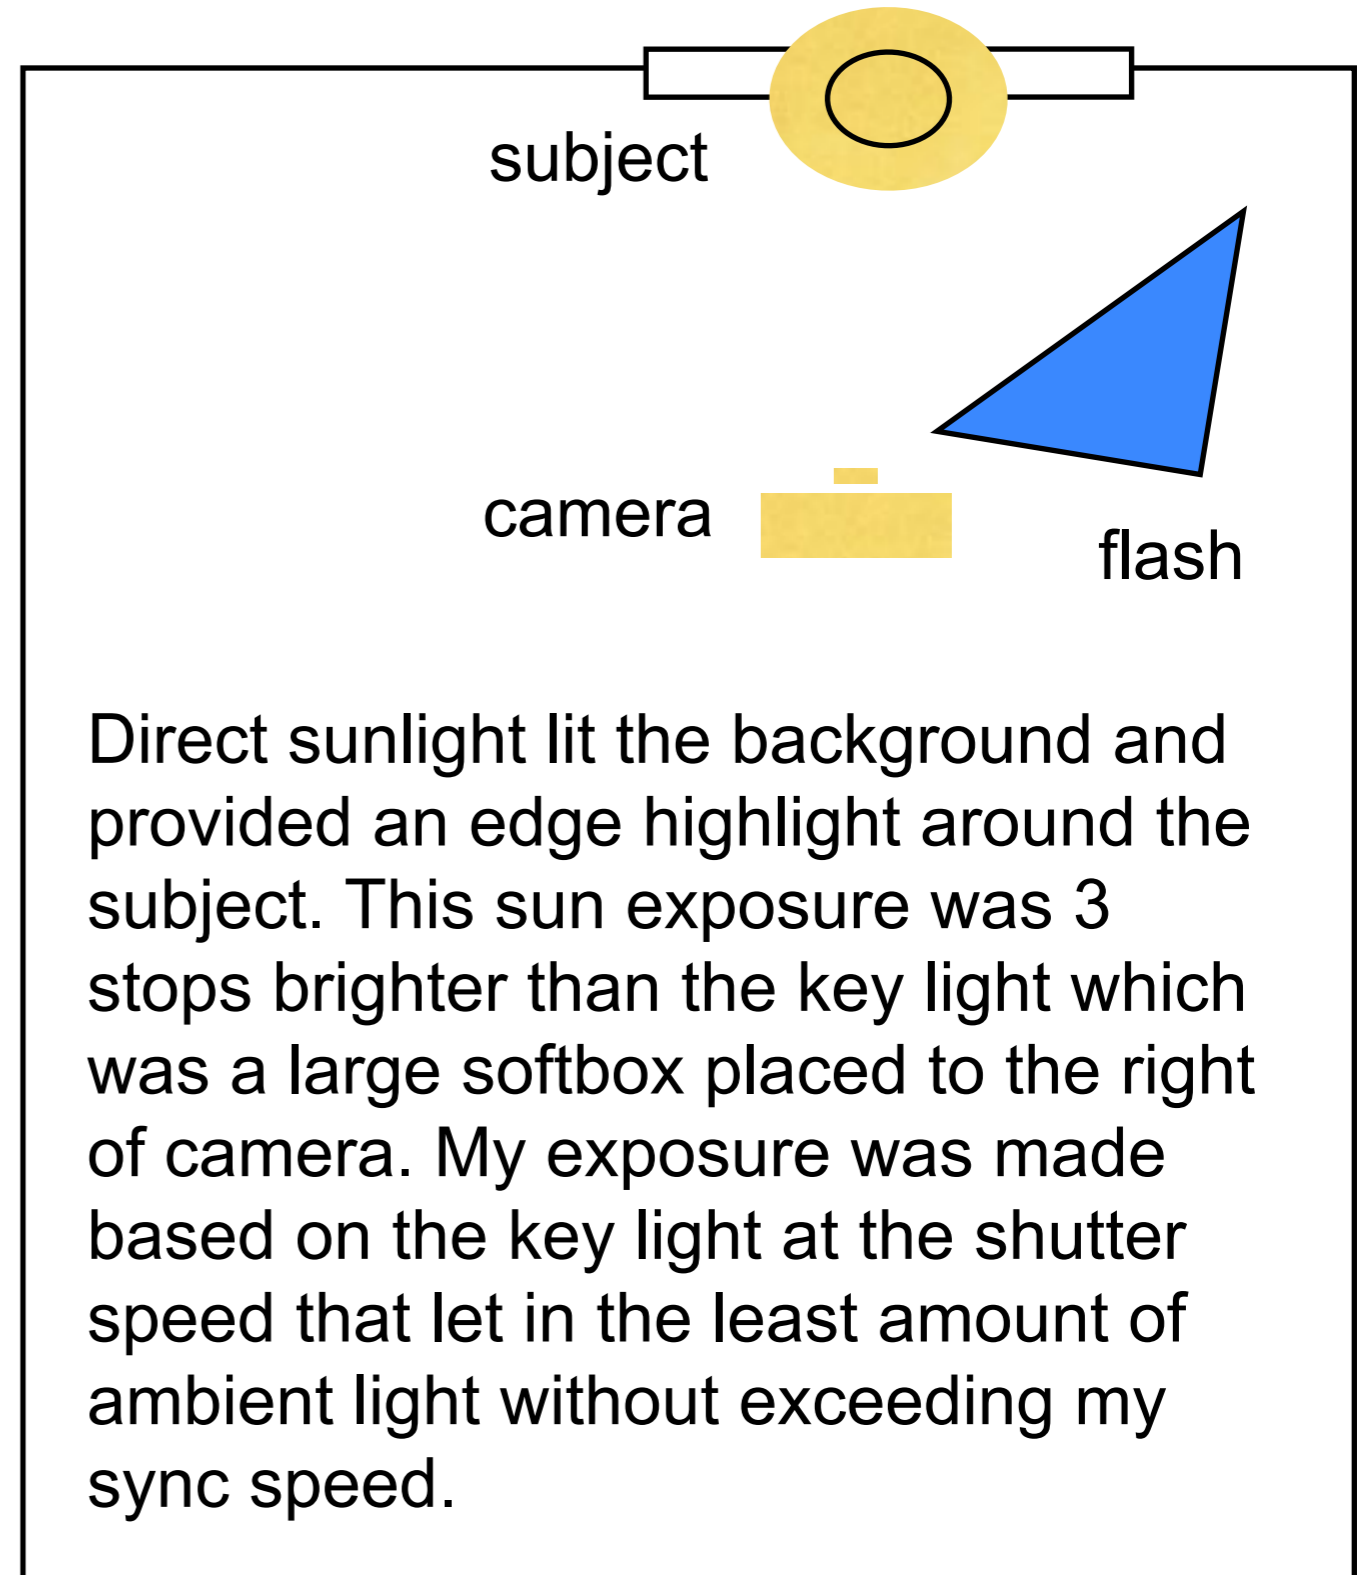 subject
camera
flash
Direct sunlight lit the background and
provided an edge highlight around the
subject. This sun exposure was 3
stops brighter than the key light which
was a large softbox placed to the right
of camera. My exposure was made
based on the key light at the shutter
speed that let in the least amount of
ambient light without exceeding my
sync speed.